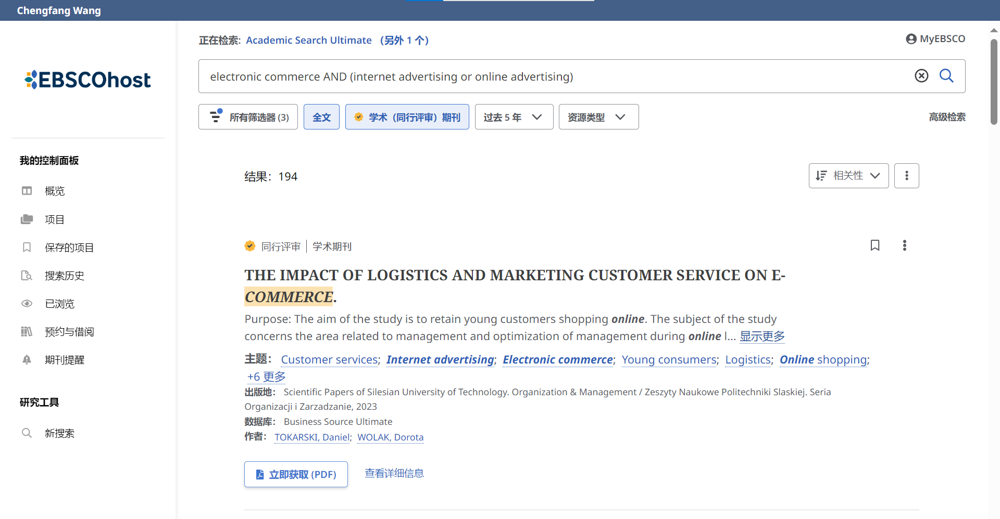 Chengfang Wang
EBSCOhost
我的控制面板
概览
项目
保存的项目
搜索历史
已浏览
预约与借阅
期刊提醒
研究工具
新搜索
正在检索: Academic Search Ultimate (另外 1 个)
MyEBSCO
electronic commerce AND (internet advertising or online advertising)
所有筛选器 (3) 全文 学术（同行评审）期刊 过去 5 年 资源类型 高级检索
结果：194
相关性
同行评审 | 学术期刊
THE IMPACT OF LOGISTICS AND MARKETING CUSTOMER SERVICE ON E-
COMMERCE.
Purpose: The aim of the study is to retain young customers shopping online. The subject of the study
concerns the area related to management and optimization of management during online l... 显示更多
主题： Customer services; Internet advertising; Electronic commerce; Young consumers; Logistics; Online shopping;
+6 更多
出版地： Scientific Papers of Silesian University of Technology. Organization & Management / Zeszyty Naukowe Politechniki Slaskiej. Seria
Organizacji i Zarzadzanie, 2023
数据库： Business Source Ultimate
作者： TOKARSKI, Daniel; WOLAK, Dorota
立即获取 (PDF) 查看详细信息